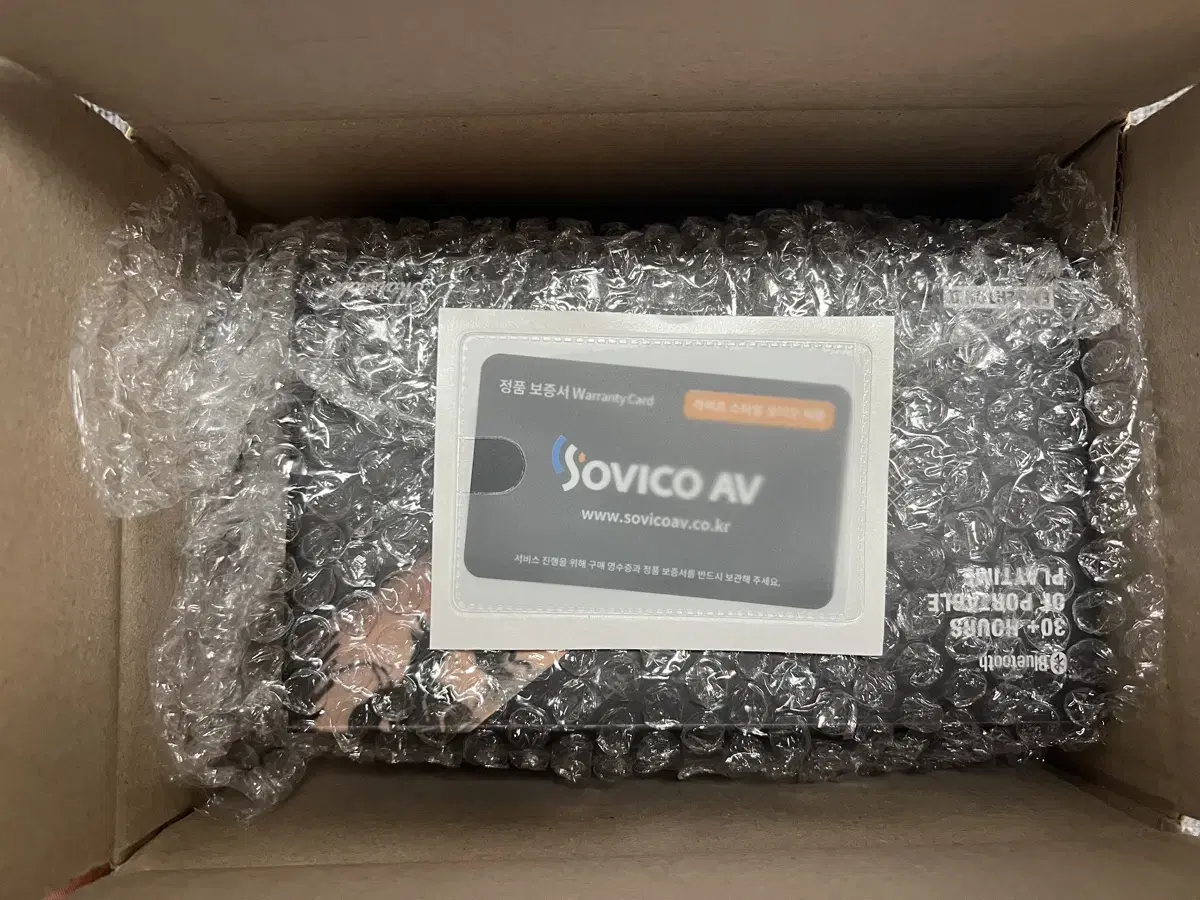 정품 보증서 Warranty Card
SOVICO AV
www.sovicoav.co.kr
서비스 진행을 위해 구매 영수증과 정품 보증서를 반드시 보관해 주세요.
Bluetooth
30+ HOURS
OF PORTABLE
PLAYTIME